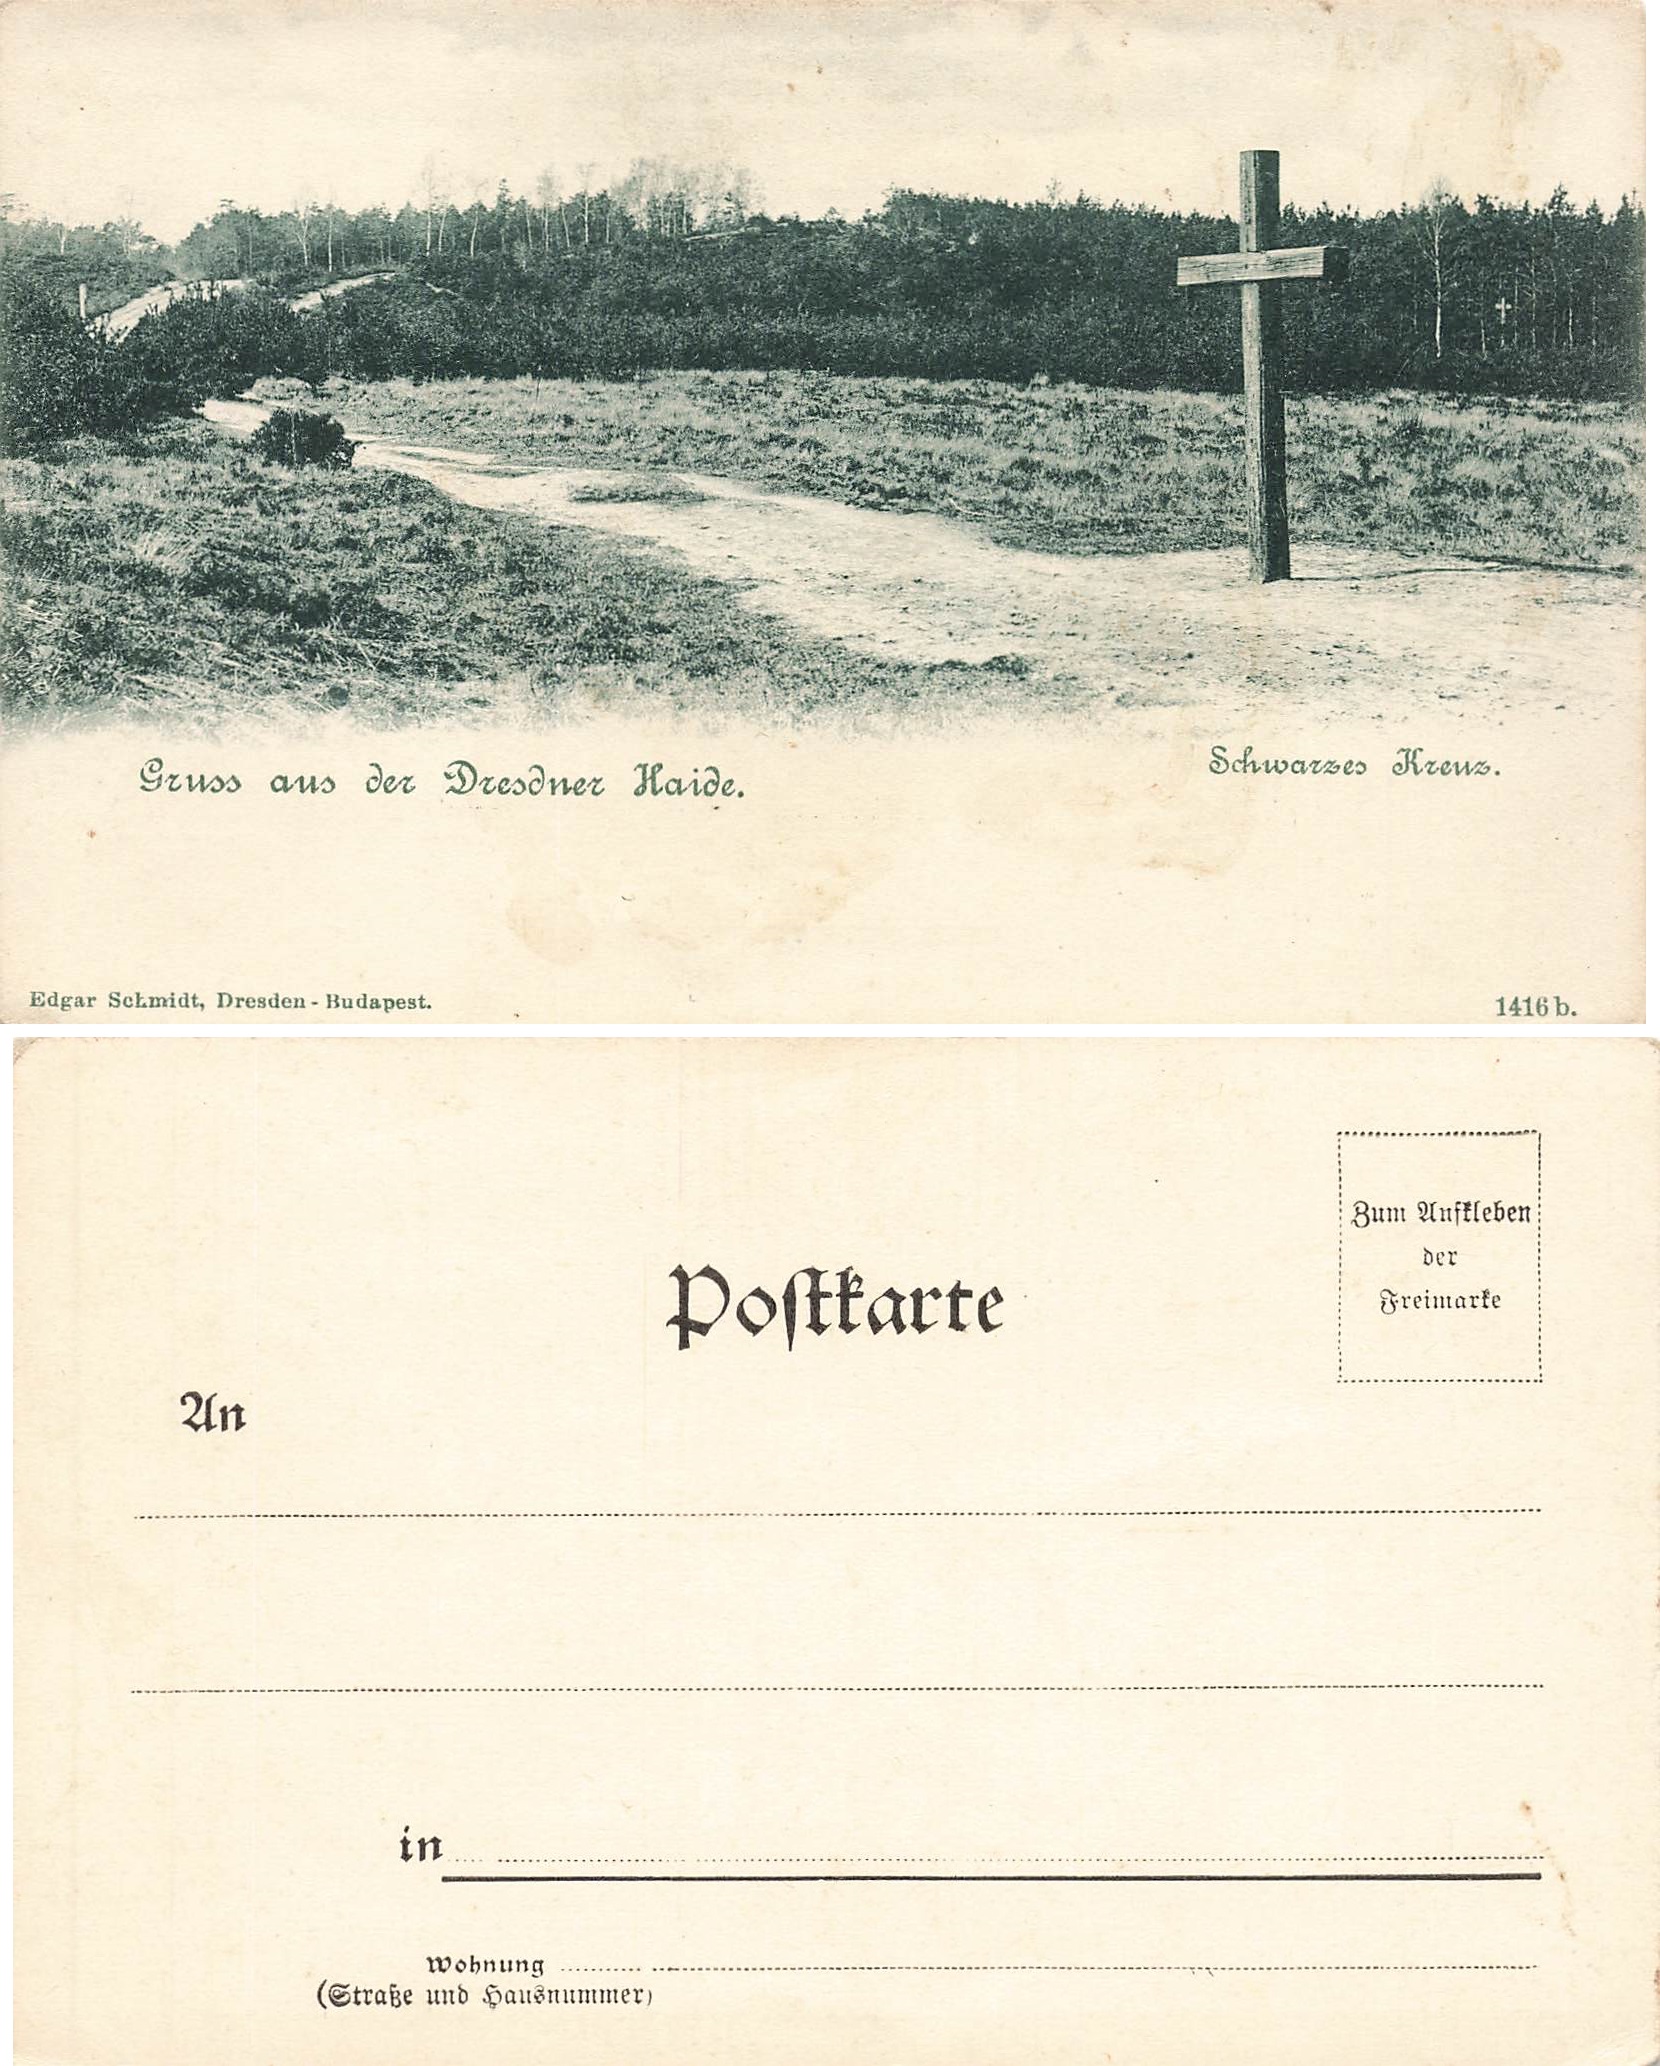 Gruss aus der Dresdner Haide.
Schwarzes Kreuz.
Edgar Schmidt, Dresden - Budapest.
1416 b.
Zum Aufkleben
der
Freimarke
Poſtkarte
An
in
Wohnung
(Straße und Hausnummer)